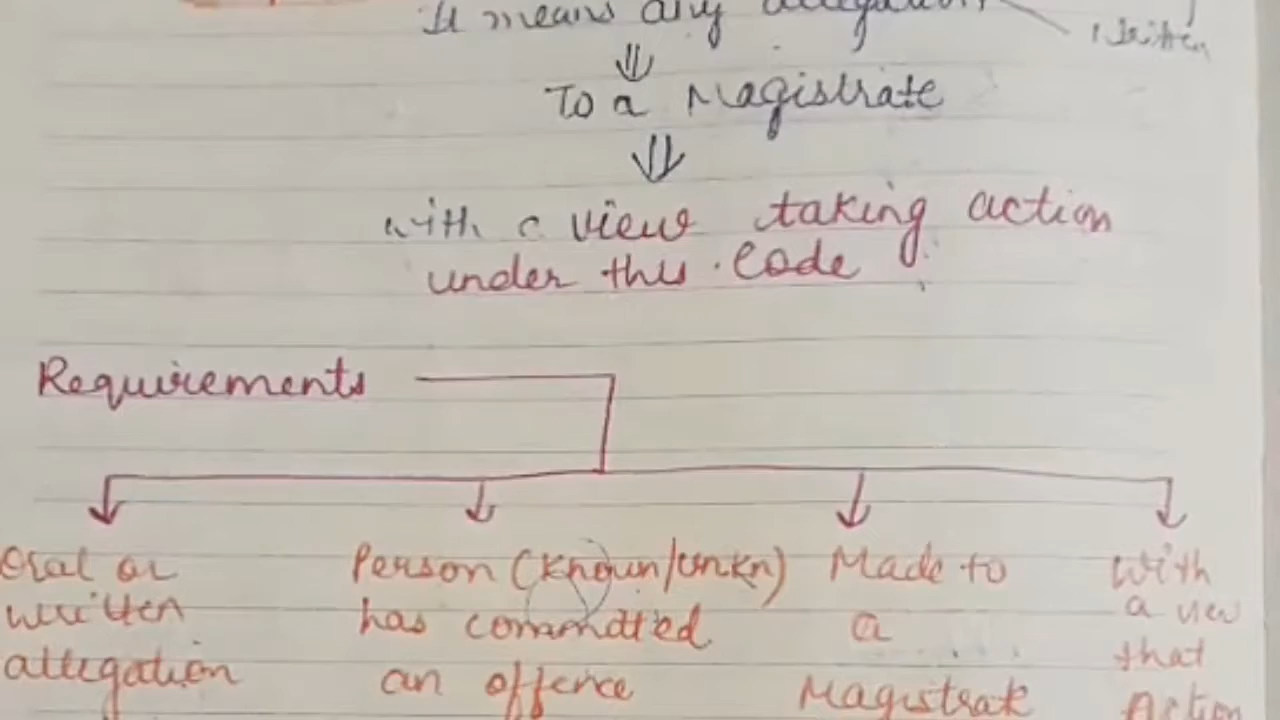 It means any allegation
written
To a Magistrate
with a view taking action
under this Code
Requirements
Oral or
written
allegation
Person (Known/Unkn)
has committed
an offence
Made to
a
Magistrate
With
a view
that
Action